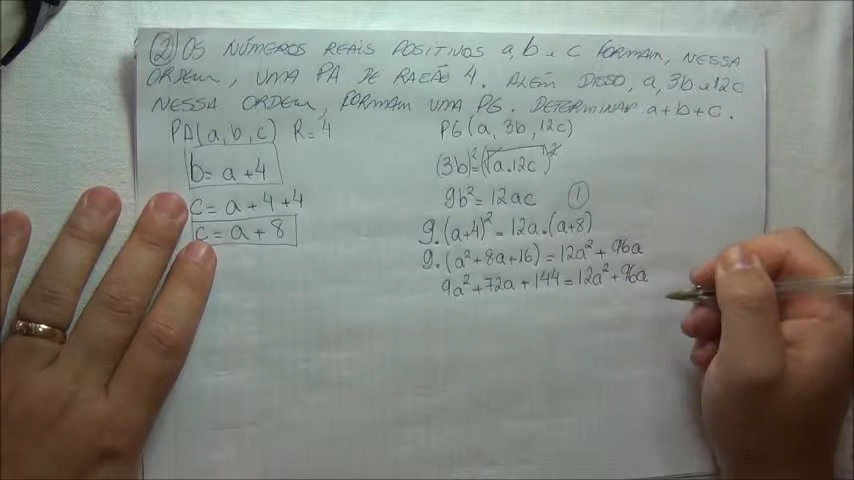 ② OS NÚMEROS REAIS POSITIVOS a, b e c FORMAM, NESSA
ORDEM, UMA PA DE RAZÃO 4. ALÉM DISSO, a, 3b e 12c
NESSA ORDEM, FORMAM UMA PG. DETERMINAR a+b+c.
PA(a, b, c) R=4
b = a+4
c = a+4+4
c = a+8
PG(a, 3b, 12c)
(3b)²=(√a.12c)²
9b² = 12ac ①
9.(a+4)² = 12a.(a+8)
9.(a²+8a+16) = 12a²+96a
9a²+72a+144=12a²+96a